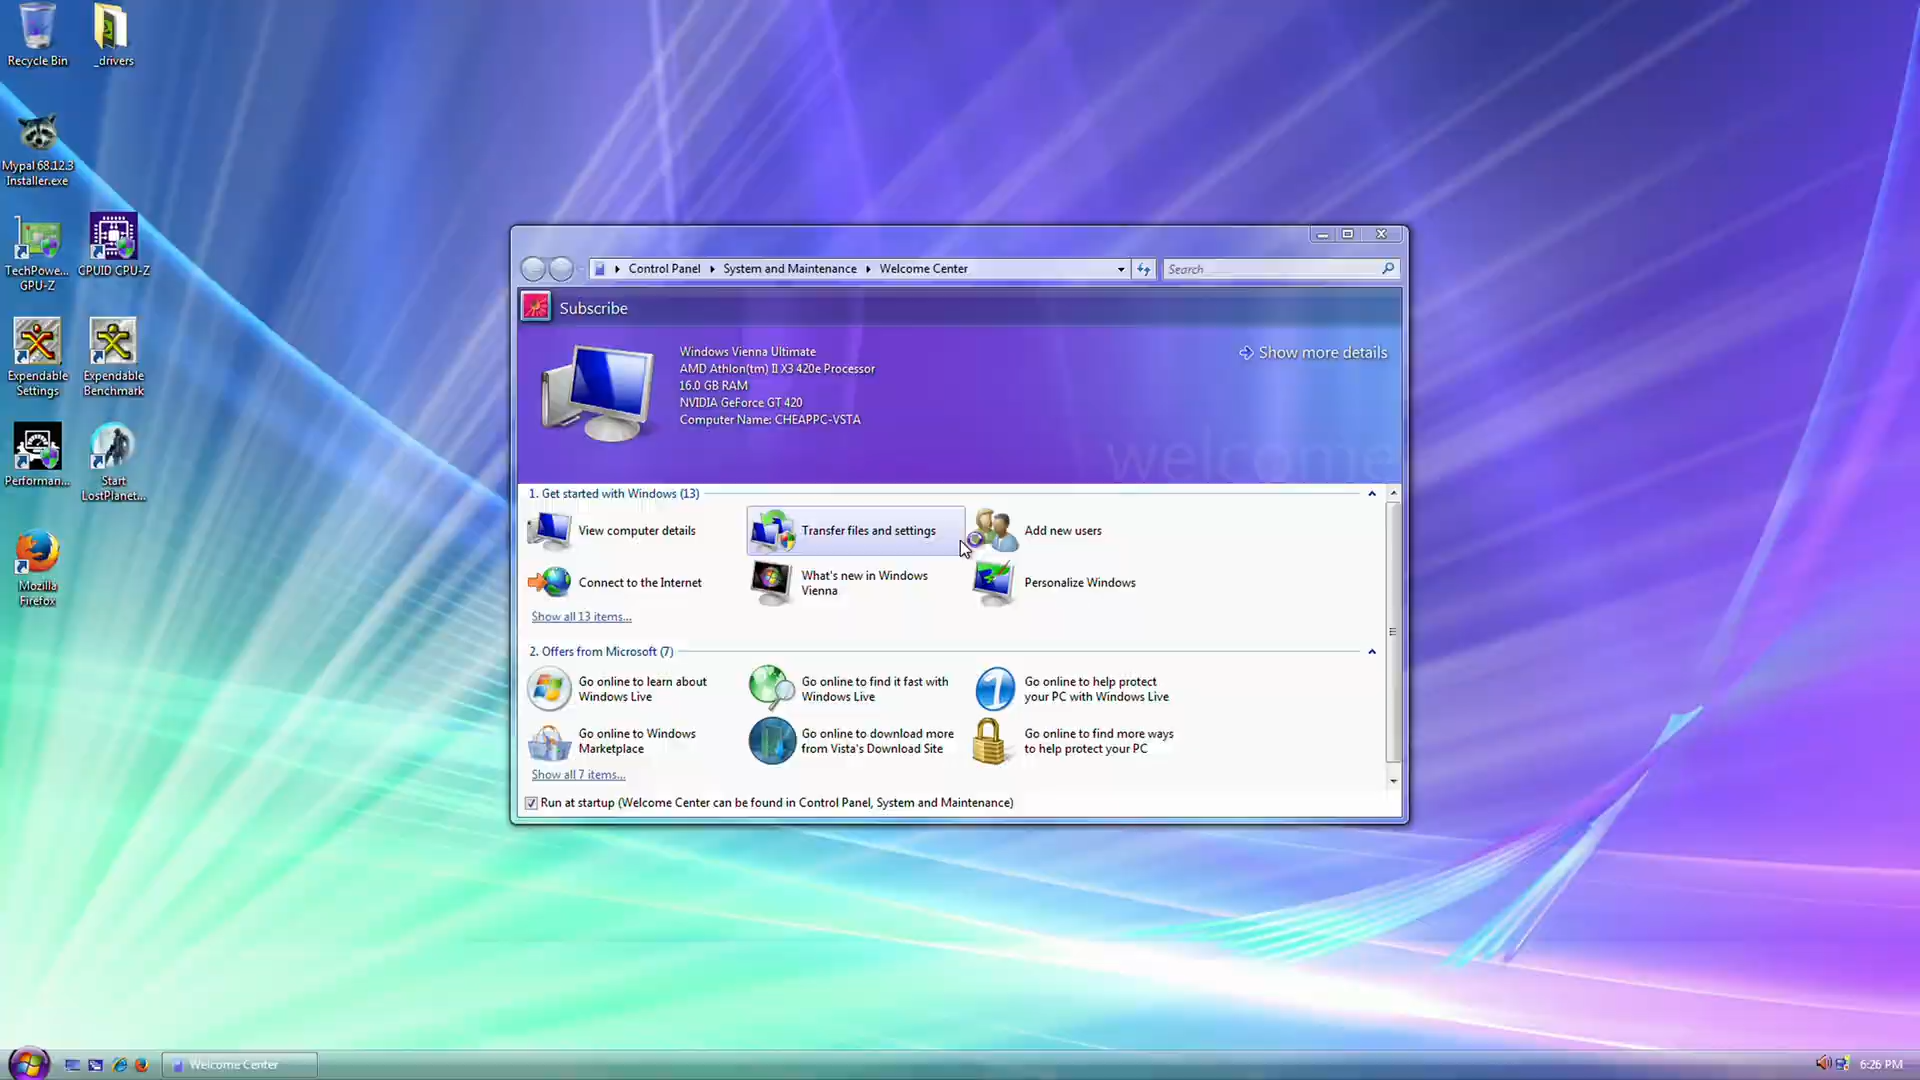 Recycle Bin
_drivers
Mypal 68.12.3
Installer.exe
TechPowe...
GPU-Z
CPUID CPU-Z
Expendable
Settings
Expendable
Benchmark
Performan...
Start
LostPlanet...
Mozilla
Firefox
Control Panel
System and Maintenance
Welcome Center
Search
Subscribe
Windows Vienna Ultimate
AMD Athlon(tm) II X3 420e Processor
16.0 GB RAM
NVIDIA GeForce GT 420
Computer Name: CHEAPPC-VSTA
Show more details
welcome
1. Get started with Windows (13)
View computer details
Transfer files and settings
Add new users
Connect to the Internet
What's new in Windows
Vienna
Personalize Windows
Show all 13 items...
2. Offers from Microsoft (7)
Go online to learn about
Windows Live
Go online to find it fast with
Windows Live
Go online to help protect
your PC with Windows Live
Go online to Windows
Marketplace
Go online to download more
from Vista's Download Site
Go online to find more ways
to help protect your PC
Show all 7 items...
Run at startup (Welcome Center can be found in Control Panel, System and Maintenance)
Welcome Center
6:26 PM